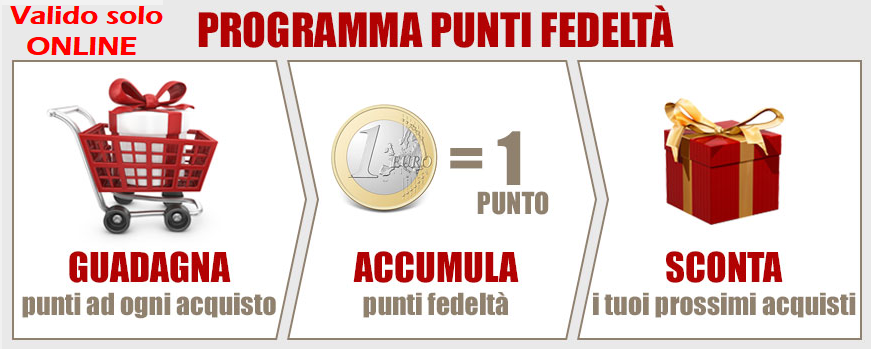 Valido solo
ONLINE
PROGRAMMA PUNTI FEDELTÀ
1
EURO
= 1
PUNTO
GUADAGNA
punti ad ogni acquisto
ACCUMULA
punti fedeltà
SCONTA
i tuoi prossimi acquisti